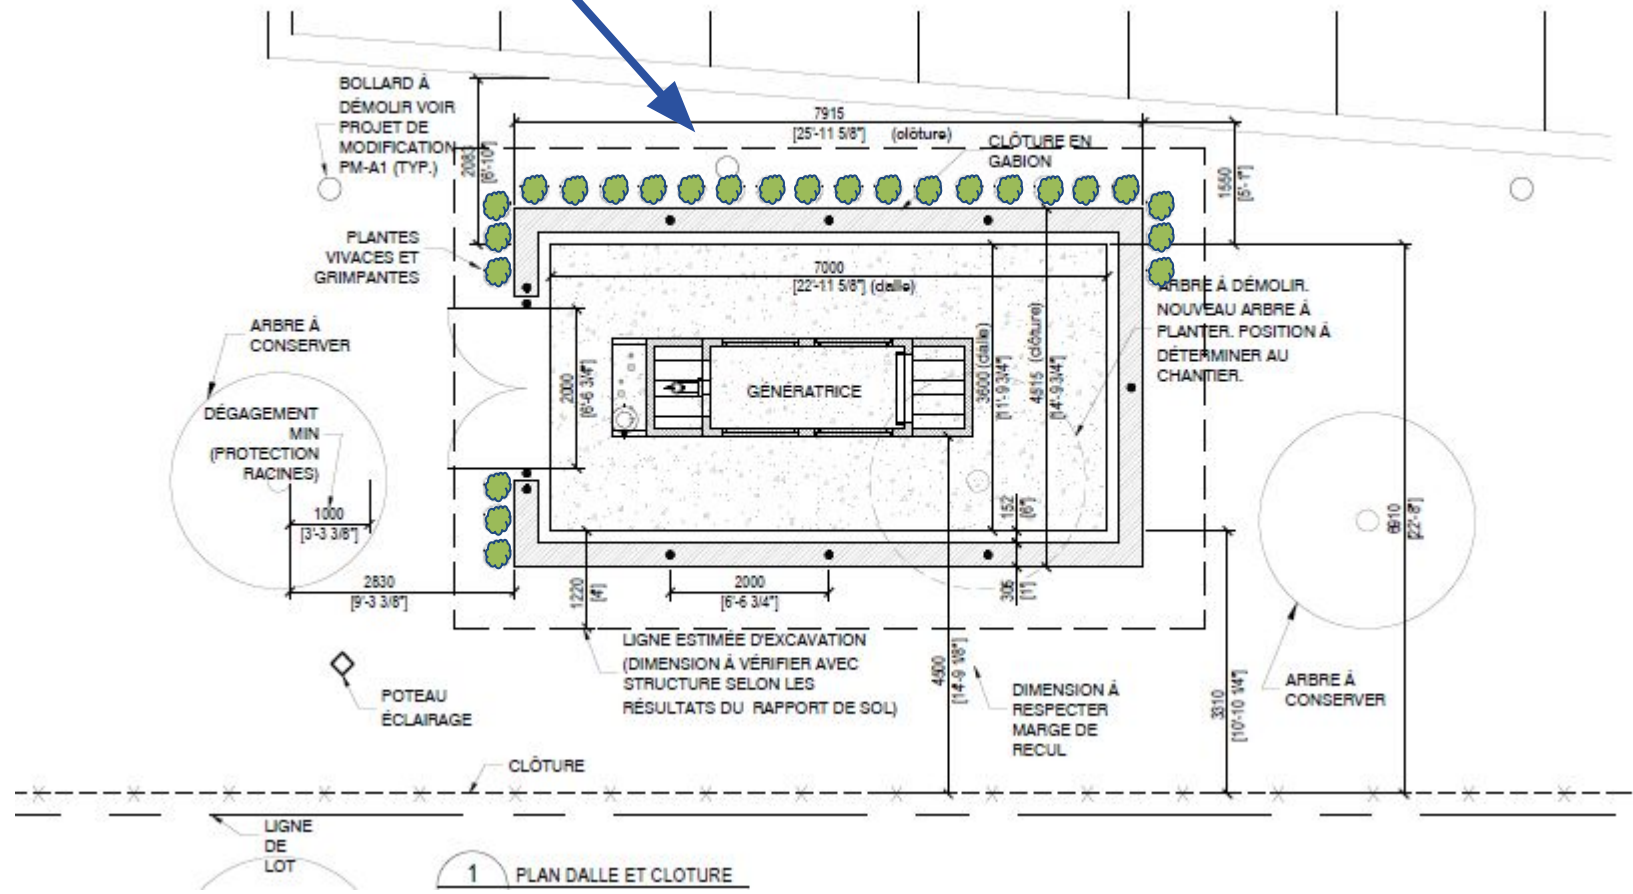 BOLLARD À
DÉMOLIR VOIR
PROJET DE
MODIFICATION
PM-A1 (TYP.)
2083
[6'-10"]
7915
[25'-11 5/8"] (clôture)
CLÔTURE EN
GABION
1550
[5'-1"]
PLANTES
VIVACES ET
GRIMPANTES
7000
[22'-11 5/8"] (dalle)
ARBRE À DÉMOLIR.
NOUVEAU ARBRE À
PLANTER. POSITION À
DÉTERMINER AU
CHANTIER.
ARBRE À
CONSERVER
2000
[6'-6 3/4"]
GÉNÉRATRICE
3600 (dalle)
[11'-9 3/4"]
4515 (clôture)
[14'-9 3/4"]
DÉGAGEMENT
MIN
(PROTECTION
RACINES)
1000
[3'-3 3/8"]
152
[6"]
6910
[22'-8"]
2830
[9'-3 3/8"]
1220
[4']
2000
[6'-6 3/4"]
305
[1']
LIGNE ESTIMÉE D'EXCAVATION
(DIMENSION À VÉRIFIER AVEC
STRUCTURE SELON LES
RÉSULTATS DU RAPPORT DE SOL)
4500
[14'-9 1/8"]
DIMENSION À
RESPECTER
MARGE DE
RECUL
3310
[10'-10 1/4"]
ARBRE À
CONSERVER
POTEAU
ÉCLAIRAGE
CLÔTURE
LIGNE
DE
LOT
1 PLAN DALLE ET CLOTURE